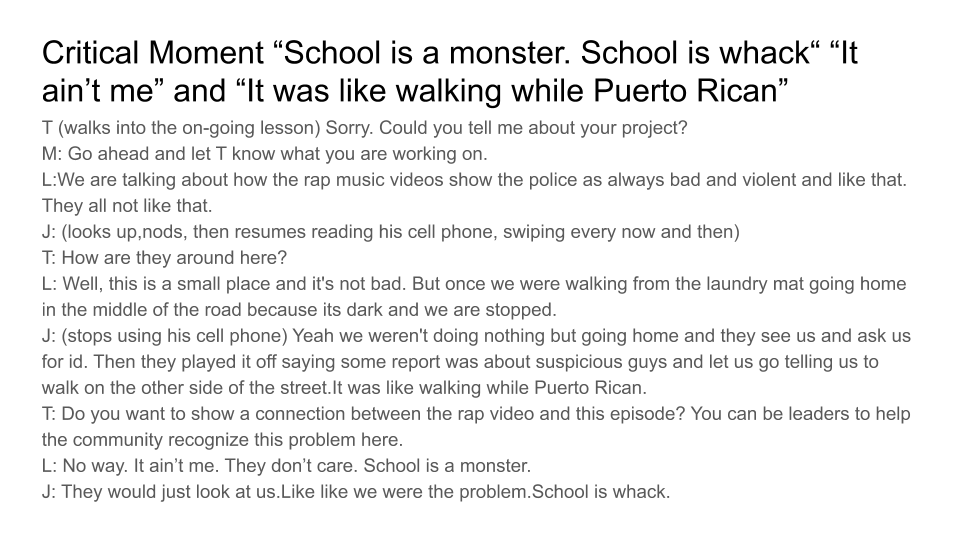 Critical Moment “School is a monster. School is whack“ “It
ain’t me” and “It was like walking while Puerto Rican”
T (walks into the on-going lesson) Sorry. Could you tell me about your project?
M: Go ahead and let T know what you are working on.
L:We are talking about how the rap music videos show the police as always bad and violent and like that.
They all not like that.
J: (looks up,nods, then resumes reading his cell phone, swiping every now and then)
T: How are they around here?
L: Well, this is a small place and it's not bad. But once we were walking from the laundry mat going home
in the middle of the road because its dark and we are stopped.
J: (stops using his cell phone) Yeah we weren't doing nothing but going home and they see us and ask us
for id. Then they played it off saying some report was about suspicious guys and let us go telling us to
walk on the other side of the street.It was like walking while Puerto Rican.
T: Do you want to show a connection between the rap video and this episode? You can be leaders to help
the community recognize this problem here.
L: No way. It ain’t me. They don’t care. School is a monster.
J: They would just look at us.Like like we were the problem.School is whack.